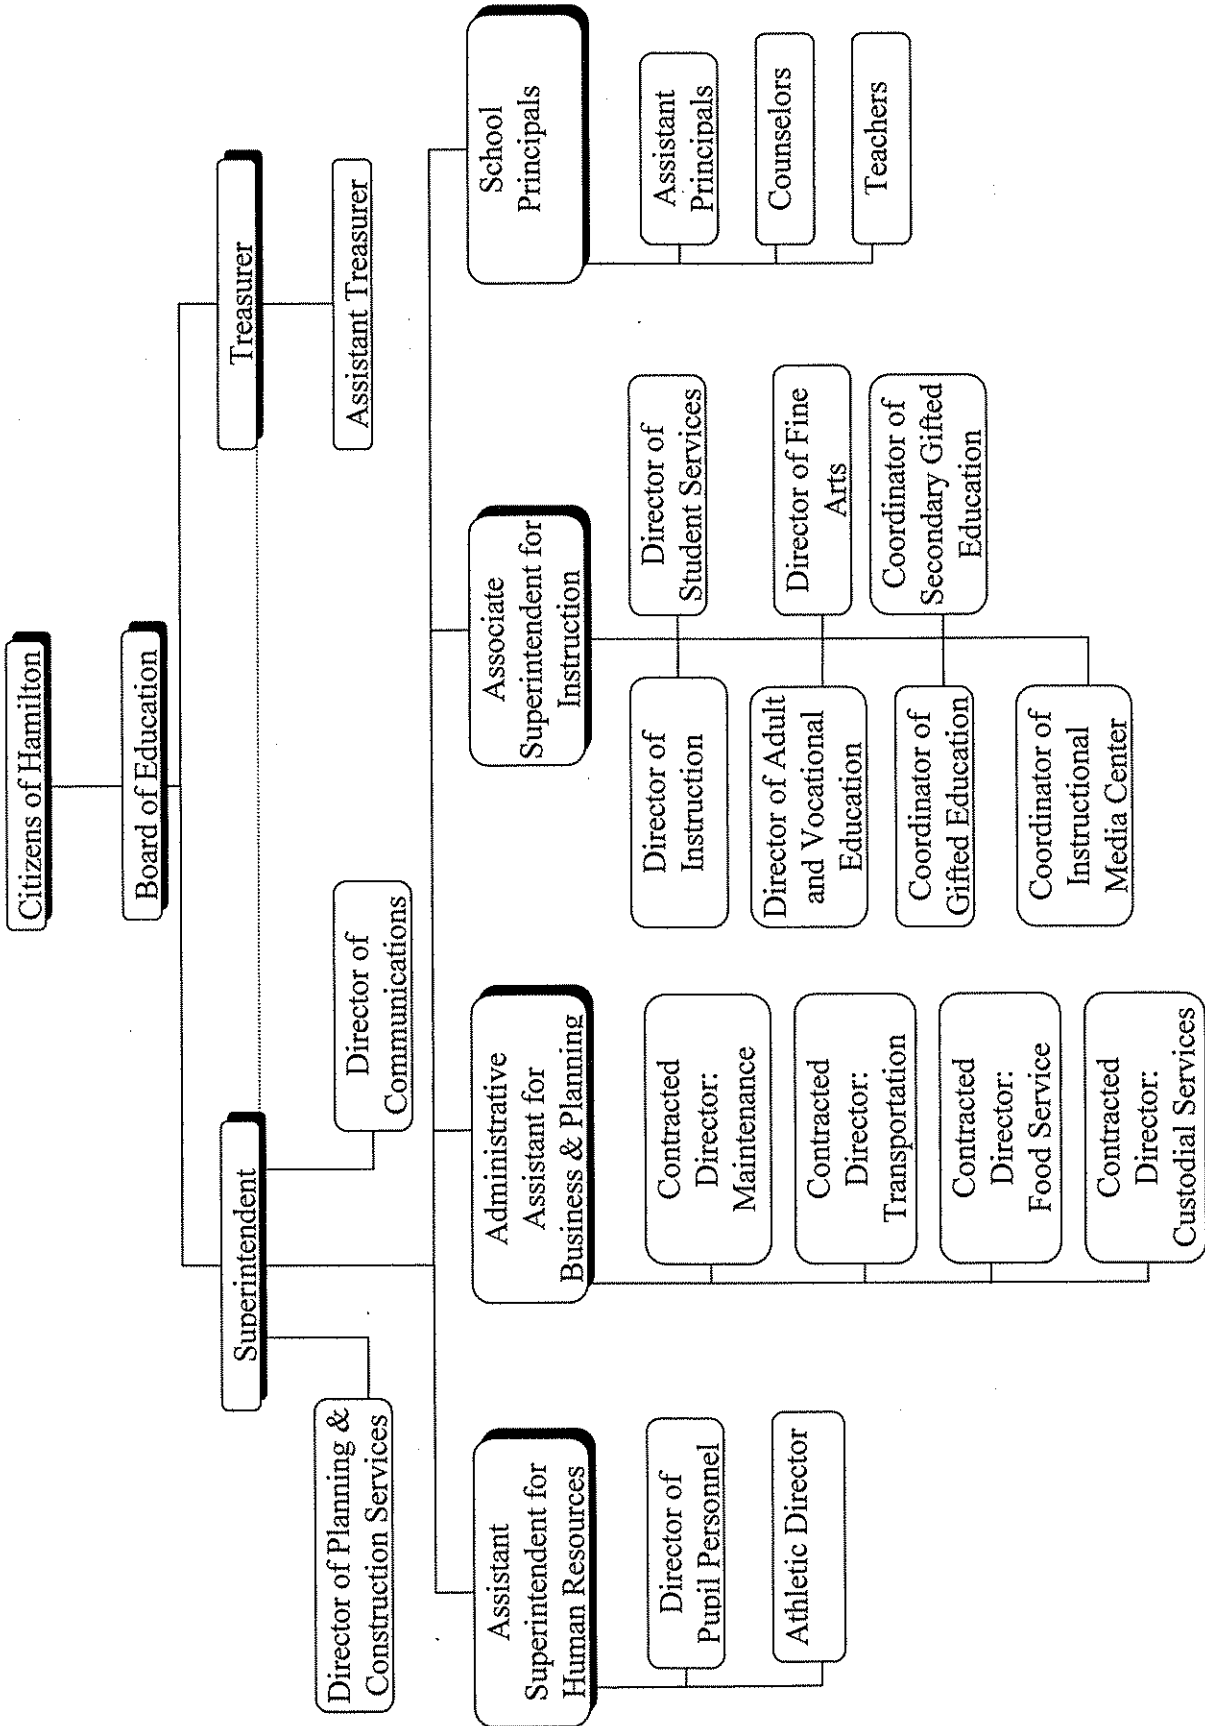 Citizens of Hamilton
Board of Education
Superintendent
Treasurer
Director of Planning &
Construction Services
Director of
Communications
Assistant Treasurer
Assistant
Superintendent for
Human Resources
Administrative
Assistant for
Business & Planning
Associate
Superintendent for
Instruction
School
Principals
Director of
Pupil Personnel
Athletic Director
Contracted
Director:
Maintenance
Contracted
Director:
Transportation
Contracted
Director:
Food Service
Contracted
Director:
Custodial Services
Director of
Instruction
Director of
Student Services
Director of Adult
and Vocational
Education
Director of Fine
Arts
Coordinator of
Gifted Education
Coordinator of
Secondary Gifted
Education
Coordinator of
Instructional
Media Center
Assistant
Principals
Counselors
Teachers